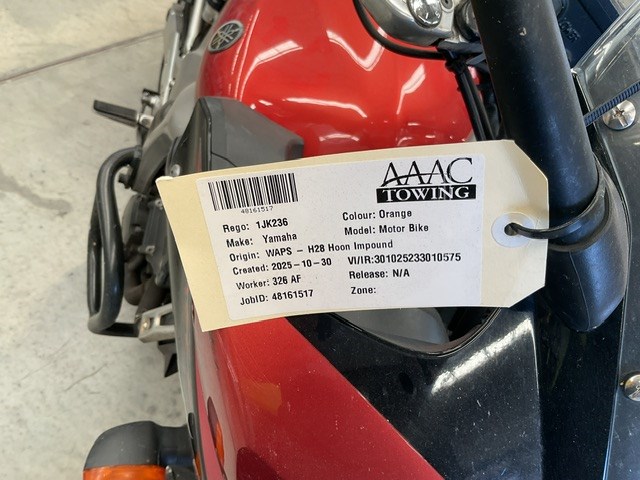 AAAC
TOWING
48161517
Rego: 1JK236
Colour: Orange
Make: Yamaha
Model: Motor Bike
Origin: WAPS - H28 Hoon Impound
Created: 2025-10-30 VI/IR:301025233010575
Worker: 326 AF
Release: N/A
JobID: 48161517
Zone: